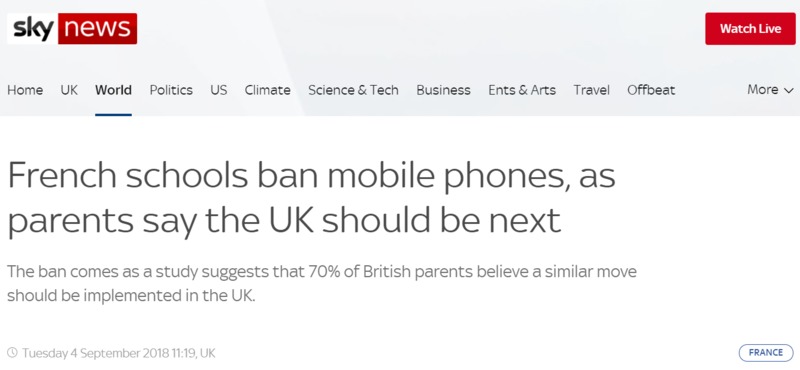 sky news
Watch Live
Home UK World Politics US Climate Science & Tech Business Ents & Arts Travel Offbeat More
French schools ban mobile phones, as
parents say the UK should be next
The ban comes as a study suggests that 70% of British parents believe a similar move
should be implemented in the UK.
Tuesday 4 September 2018 11:19, UK
FRANCE